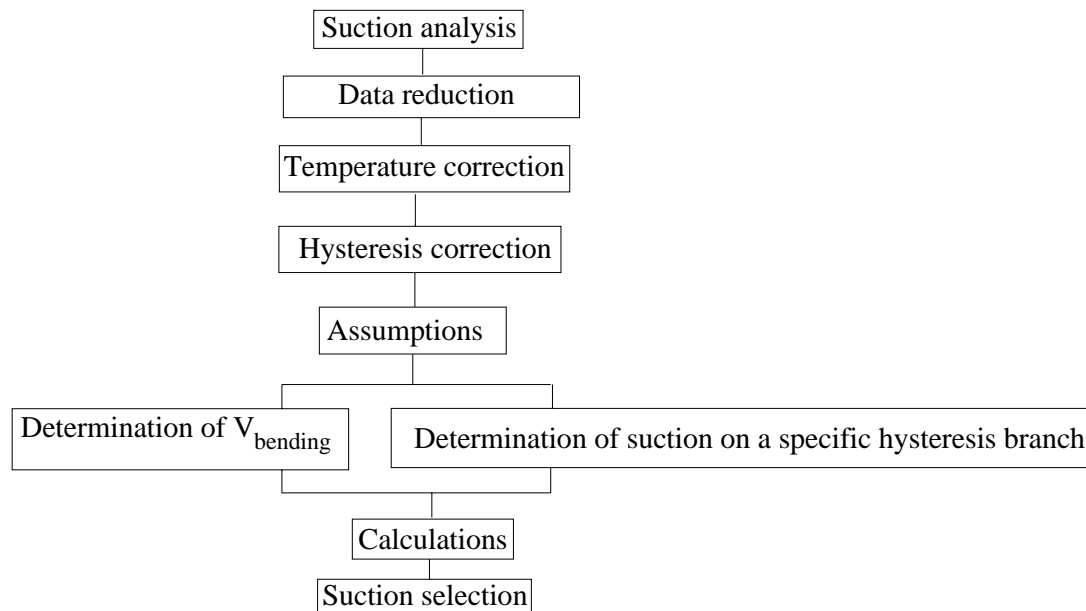 Suction analysis
Data reduction
Temperature correction
Hysteresis correction
Assumptions
Determination of V_bending
Determination of suction on a specific hysteresis branch
Calculations
Suction selection